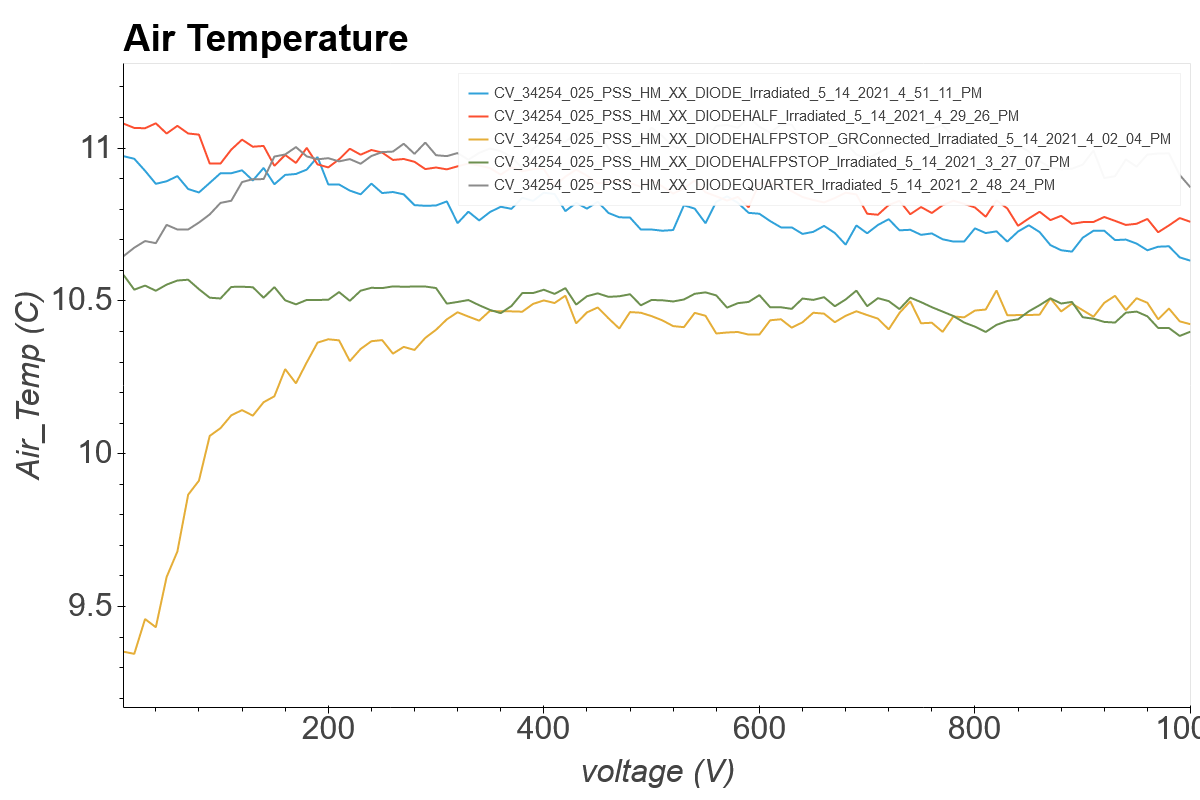 Air Temperature
CV_34254_025_PSS_HM_XX_DIODE_Irradiated_5_14_2021_4_51_11_PM
CV_34254_025_PSS_HM_XX_DIODEHALF_Irradiated_5_14_2021_4_29_26_PM
CV_34254_025_PSS_HM_XX_DIODEHALFPSTOP_GRConnected_Irradiated_5_14_2021_4_02_04_PM
CV_34254_025_PSS_HM_XX_DIODEHALFPSTOP_Irradiated_5_14_2021_3_27_07_PM
CV_34254_025_PSS_HM_XX_DIODEQUARTER_Irradiated_5_14_2021_2_48_24_PM
11
10.5
10
9.5
Air_Temp (C)
200 400 600 800 100
voltage (V)